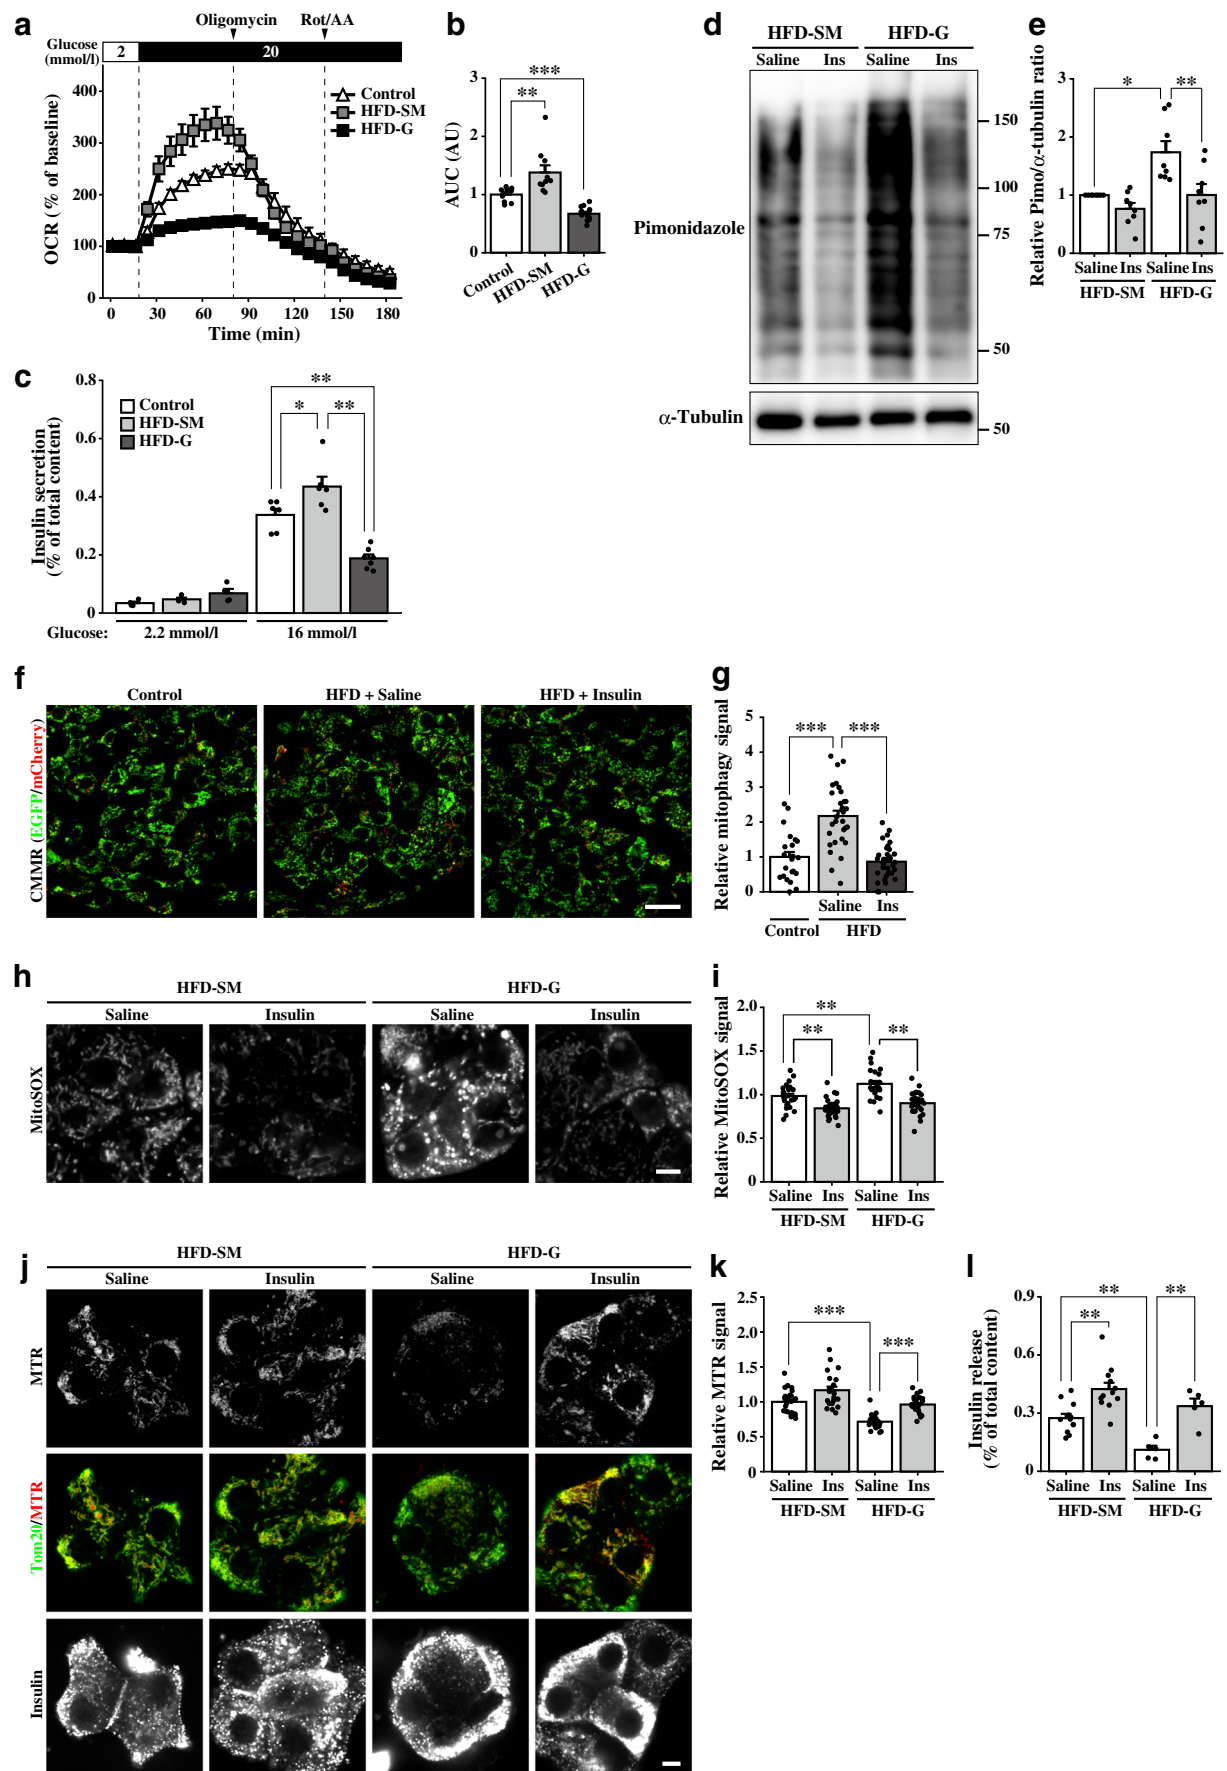 a
Oligomycin Rot/AA
Glucose (mmol/l) 2 20
OCR (% of baseline)
400
300
200
100
0
Control
HFD-SM
HFD-G
0 30 60 90 120 150 180
Time (min)
b
AUC (AU)
3
2
1
0
***
**
Control HFD-SM HFD-G
c
Insulin secretion
(% of total content)
0.8
0.6
0.4
0.2
0
Control
HFD-SM
HFD-G
**
* **
Glucose: 2.2 mmol/l 16 mmol/l
d
HFD-SM HFD-G
Saline Ins Saline Ins
Pimonidazole
150
100
75
50
α-Tubulin
50
e
Relative Pimo/α-tubulin ratio
3
2
1
0
* **
Saline Ins Saline Ins
HFD-SM HFD-G
f
Control HFD + Saline HFD + Insulin
CMMR (EGFP/mCherry)
g
Relative mitophagy signal
5
4
3
2
1
0
*** ***
Saline Ins
Control HFD
h
HFD-SM HFD-G
Saline Insulin Saline Insulin
MitoSOX
i
Relative MitoSOX signal
2.0
1.5
1.0
0.5
0
**
** **
Saline Ins Saline Ins
HFD-SM HFD-G
j
HFD-SM HFD-G
Saline Insulin Saline Insulin
MTR
Tom20/MTR
Insulin
k
Relative MTR signal
2.5
2.0
1.5
1.0
0.5
0
***
***
Saline Ins Saline Ins
HFD-SM HFD-G
l
Insulin release
(% of total content)
0.9
0.6
0.3
0
** **
**
Saline Ins Saline Ins
HFD-SM HFD-G